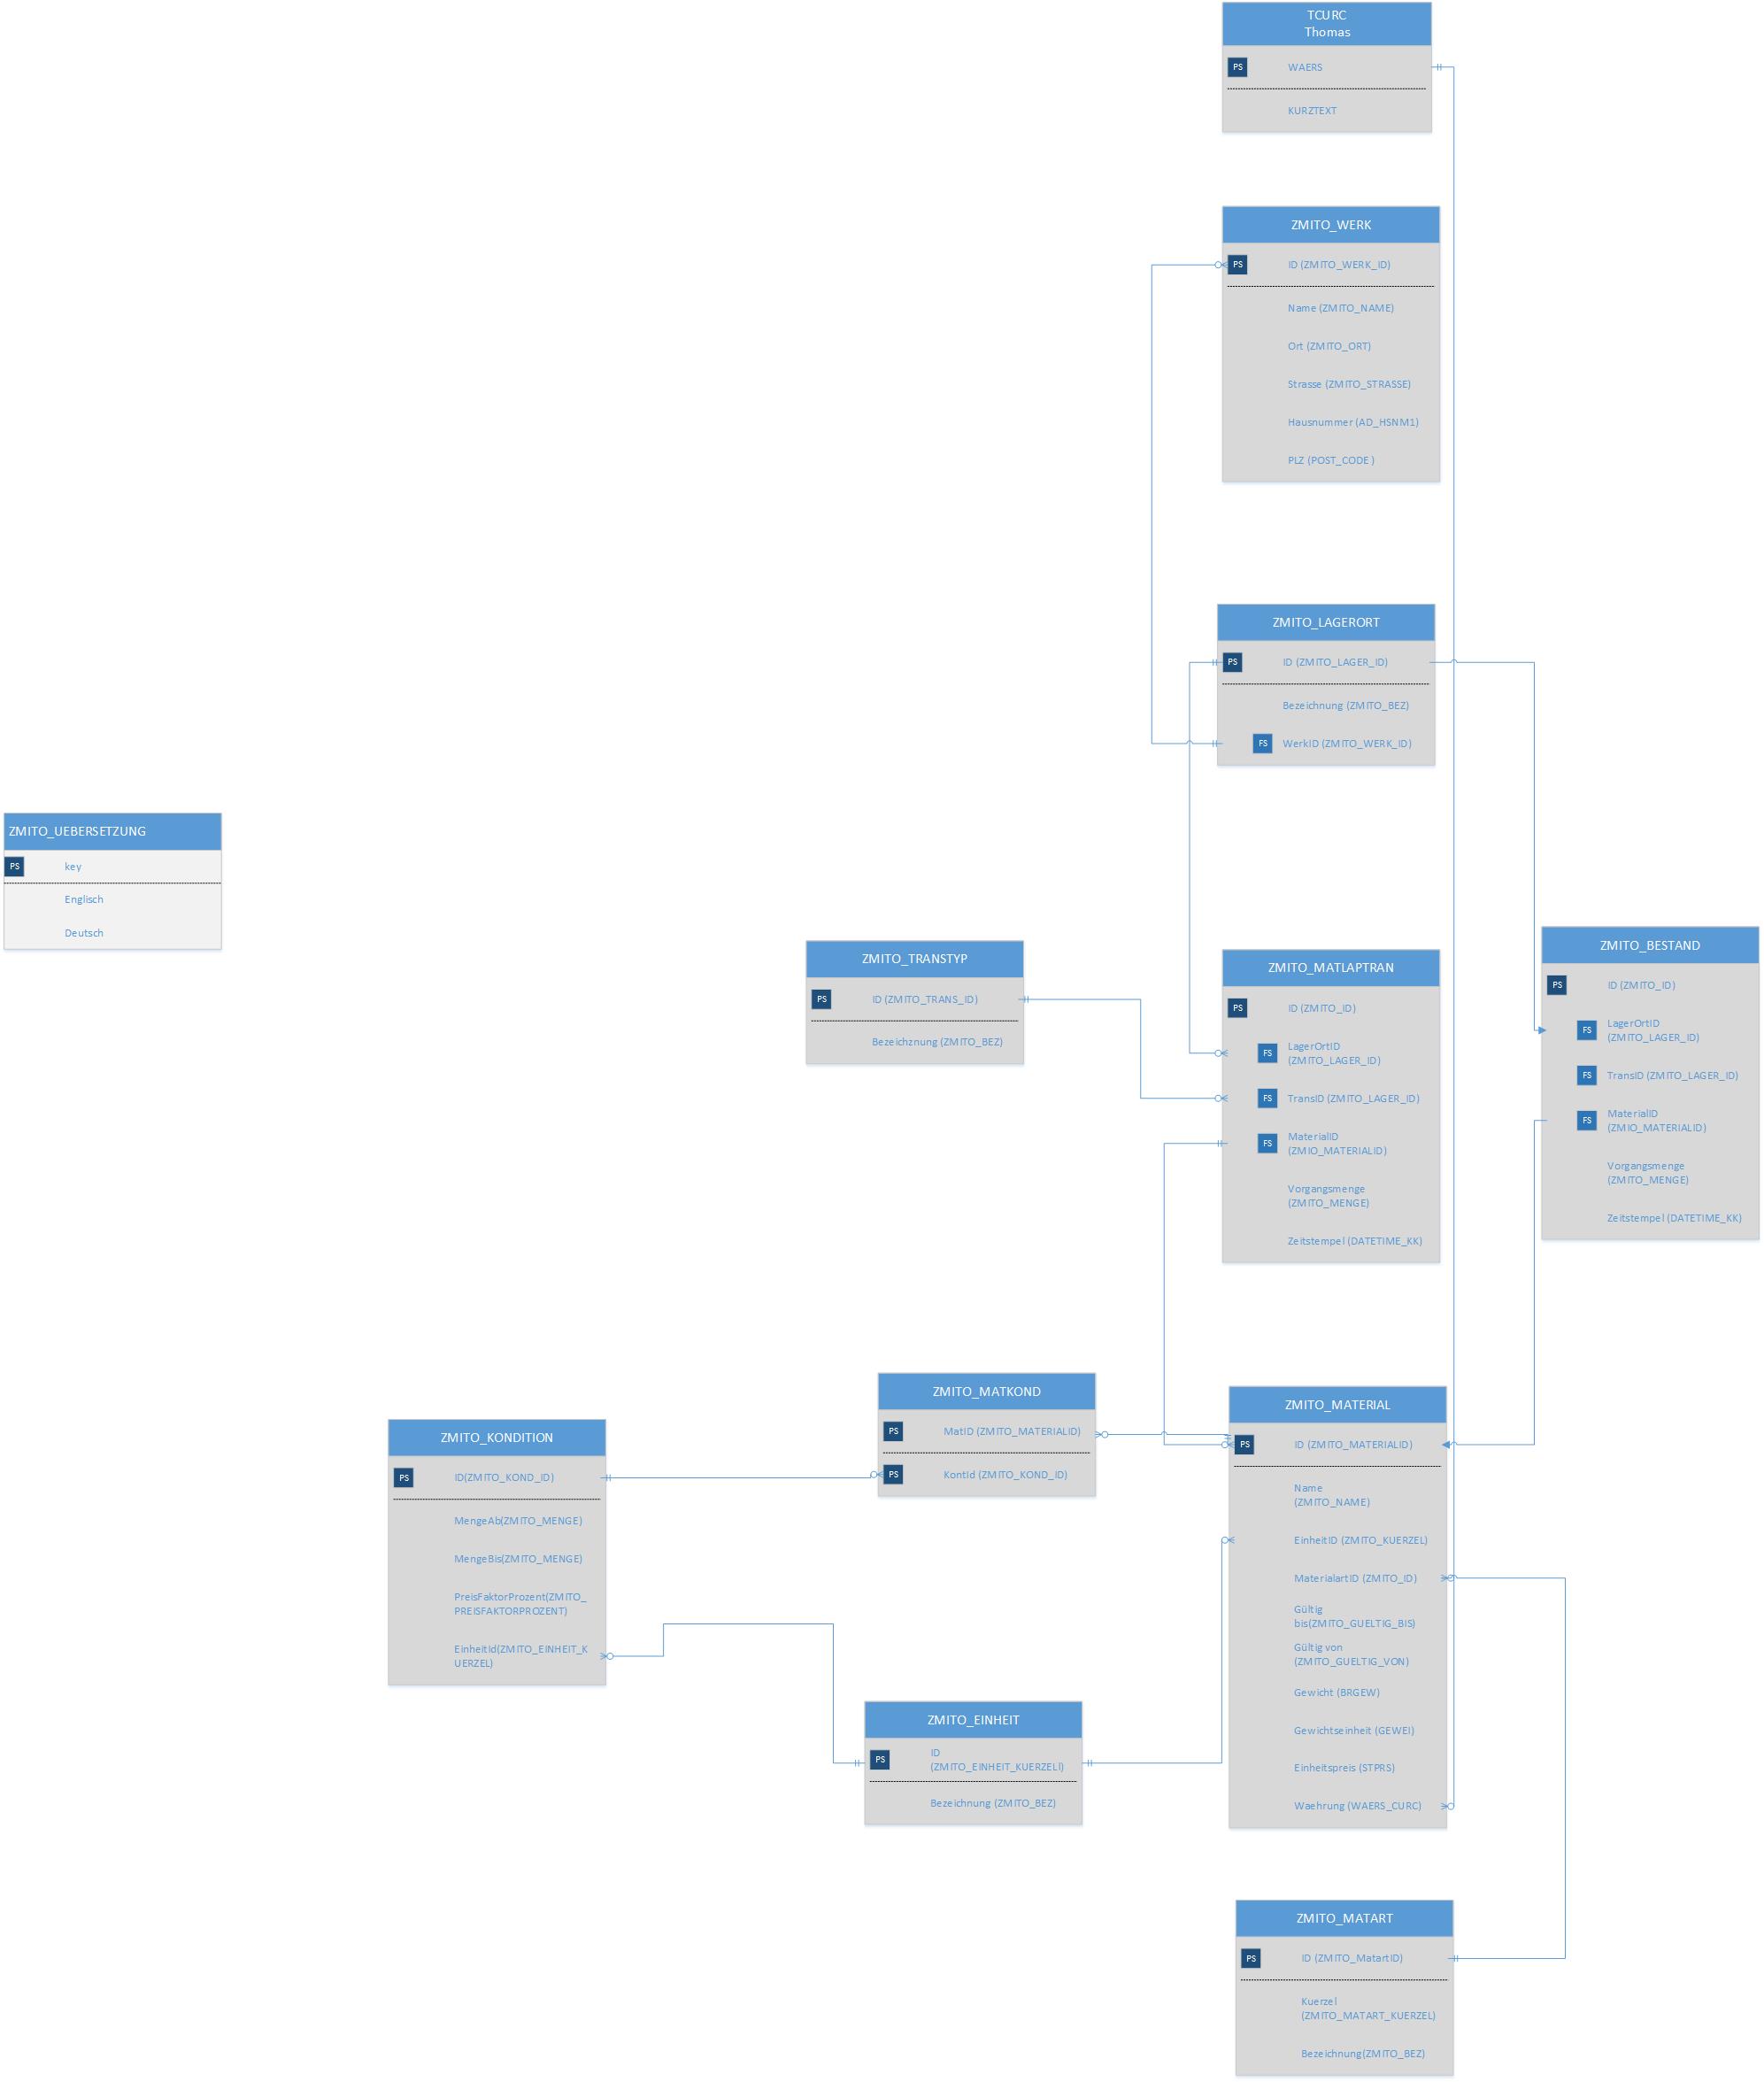 TCURC
Thomas
PS WAERS
KURZTEXT
ZMITO_WERK
PS ID (ZMITO_WERK_ID)
Name (ZMITO_NAME)
Ort (ZMITO_ORT)
Strasse (ZMITO_STRASSE)
Hausnummer (AD_HSNM1)
PLZ (POST_CODE )
ZMITO_LAGERORT
PS ID (ZMITO_LAGER_ID)
Bezeichnung (ZMITO_BEZ)
FS WerkID (ZMITO_WERK_ID)
ZMITO_UEBERSETZUNG
PS key
Englisch
Deutsch
ZMITO_TRANSTYP
PS ID (ZMITO_TRANS_ID)
Bezeichznung (ZMITO_BEZ)
ZMITO_MATLAPTRAN
PS ID (ZMITO_ID)
FS LagerOrtID
(ZMITO_LAGER_ID)
FS TransID (ZMITO_LAGER_ID)
FS MaterialID
(ZMIO_MATERIALID)
Vorgangsmenge
(ZMITO_MENGE)
Zeitstempel (DATETIME_KK)
ZMITO_BESTAND
PS ID (ZMITO_ID)
FS LagerOrtID
(ZMITO_LAGER_ID)
FS TransID (ZMITO_LAGER_ID)
FS MaterialID
(ZMIO_MATERIALID)
Vorgangsmenge
(ZMITO_MENGE)
Zeitstempel (DATETIME_KK)
ZMITO_KONDITION
PS ID(ZMITO_KOND_ID)
MengeAb(ZMITO_MENGE)
MengeBis(ZMITO_MENGE)
PreisFaktorProzent(ZMITO_
PREISFAKTORPROZENT)
EinheitId(ZMITO_EINHEIT_K
UERZEL)
ZMITO_MATKOND
PS MatID (ZMITO_MATERIALID)
PS KontId (ZMITO_KOND_ID)
ZMITO_MATERIAL
PS ID (ZMITO_MATERIALID)
Name
(ZMITO_NAME)
EinheitID (ZMITO_KUERZEL)
MaterialartID (ZMITO_ID)
Gültig
bis(ZMITO_GUELTIG_BIS)
Gültig von
(ZMITO_GUELTIG_VON)
Gewicht (BRGEW)
Gewichtseinheit (GEWEI)
Einheitspreis (STPRS)
Waehrung (WAERS_CURC)
ZMITO_EINHEIT
PS ID
(ZMITO_EINHEIT_KUERZELl)
Bezeichnung (ZMITO_BEZ)
ZMITO_MATART
PS ID (ZMITO_MatartID)
Kuerzel
(ZMITO_MATART_KUERZEL)
Bezeichnung(ZMITO_BEZ)